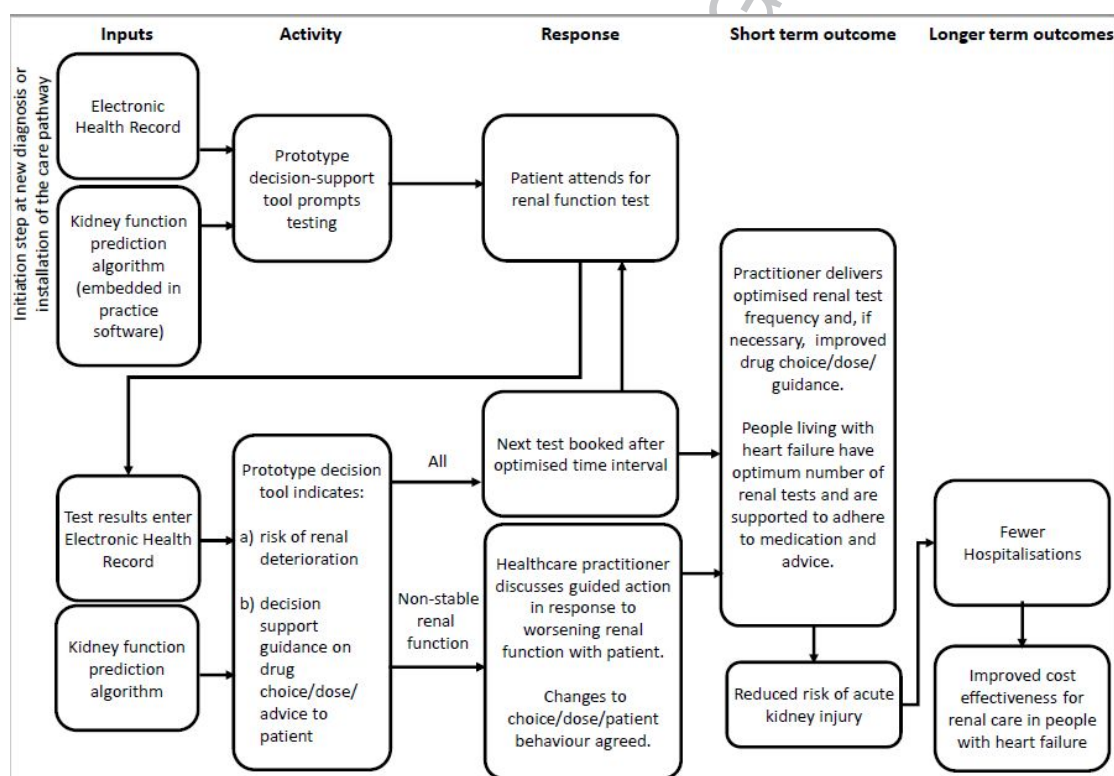 Inputs
Activity
Response
Short term outcome
Longer term outcomes
Initiation step at new diagnosis or
installation of the care pathway
Electronic
Health Record
Kidney function
prediction
algorithm
(embedded in
practice
software)
Prototype
decision-support
tool prompts
testing
Patient attends for
renal function test
Test results enter
Electronic Health
Record
Kidney function
prediction
algorithm
Prototype decision
tool indicates:
a) risk of renal
deterioration
b) decision
support
guidance on
drug
choice/dose/
advice to
patient
All
Non-stable
renal
function
Next test booked after
optimised time interval
Healthcare practitioner
discusses guided action
in response to
worsening renal
function with patient.
Changes to
choice/dose/patient
behaviour agreed.
Practitioner delivers
optimised renal test
frequency and, if
necessary, improved
drug choice/dose/
guidance.
People living with
heart failure have
optimum number of
renal tests and are
supported to adhere
to medication and
advice.
Reduced risk of acute
kidney injury
Fewer
Hospitalisations
Improved cost
effectiveness for
renal care in people
with heart failure